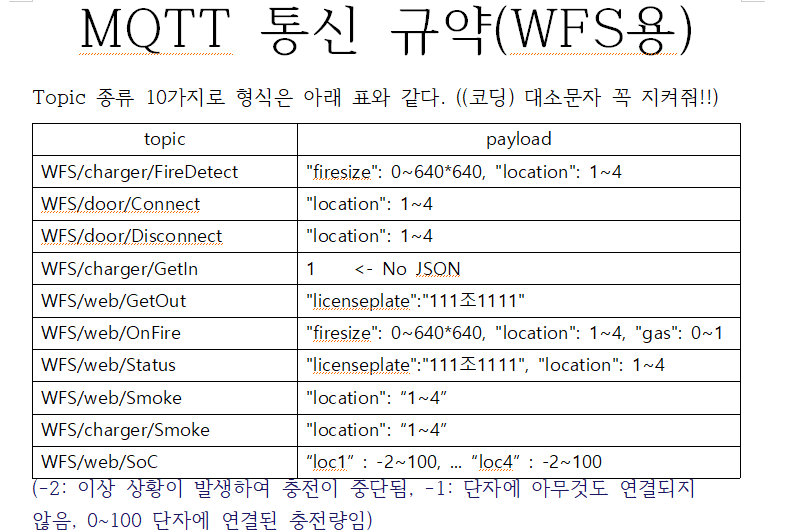 MQTT 통신 규약(WFS용)
Topic 종류 10가지로 형식은 아래 표와 같다. ((코딩) 대소문자 꼭 지켜줘!!)
topic payload
WFS/charger/FireDetect "firesize": 0~640*640, "location": 1~4
WFS/door/Connect "location": 1~4
WFS/door/Disconnect "location": 1~4
WFS/charger/GetIn 1 <- No JSON
WFS/web/GetOut "licenseplate":"111조1111"
WFS/web/OnFire "firesize": 0~640*640, "location": 1~4, "gas": 0~1
WFS/web/Status "licenseplate":"111조1111", "location": 1~4
WFS/web/Smoke "location": “1~4”
WFS/charger/Smoke "location": “1~4”
WFS/web/SoC “loc1” : -2~100, ... “loc4” : -2~100
(-2: 이상 상황이 발생하여 충전이 중단됨, -1: 단자에 아무것도 연결되지
않음, 0~100 단자에 연결된 충전량임)